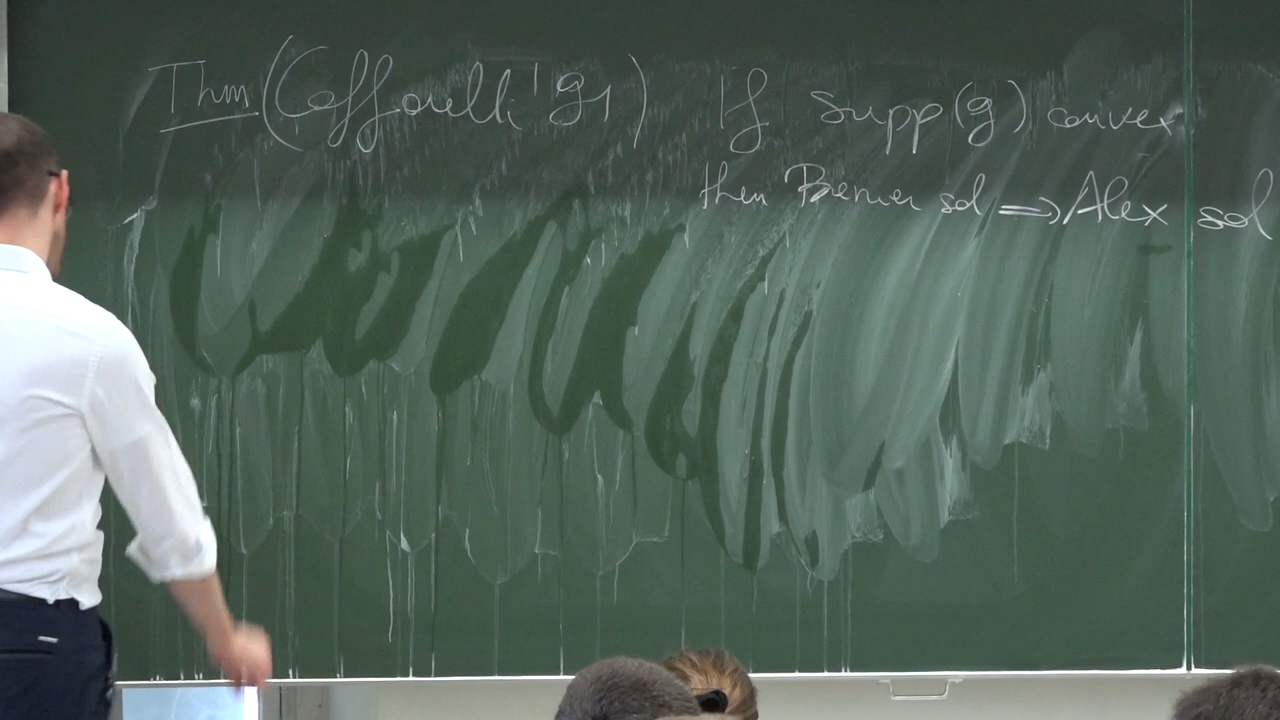 Thm (Caffarelli '91) If supp(g) convex
then Brenier sol ⟹ Alex sol